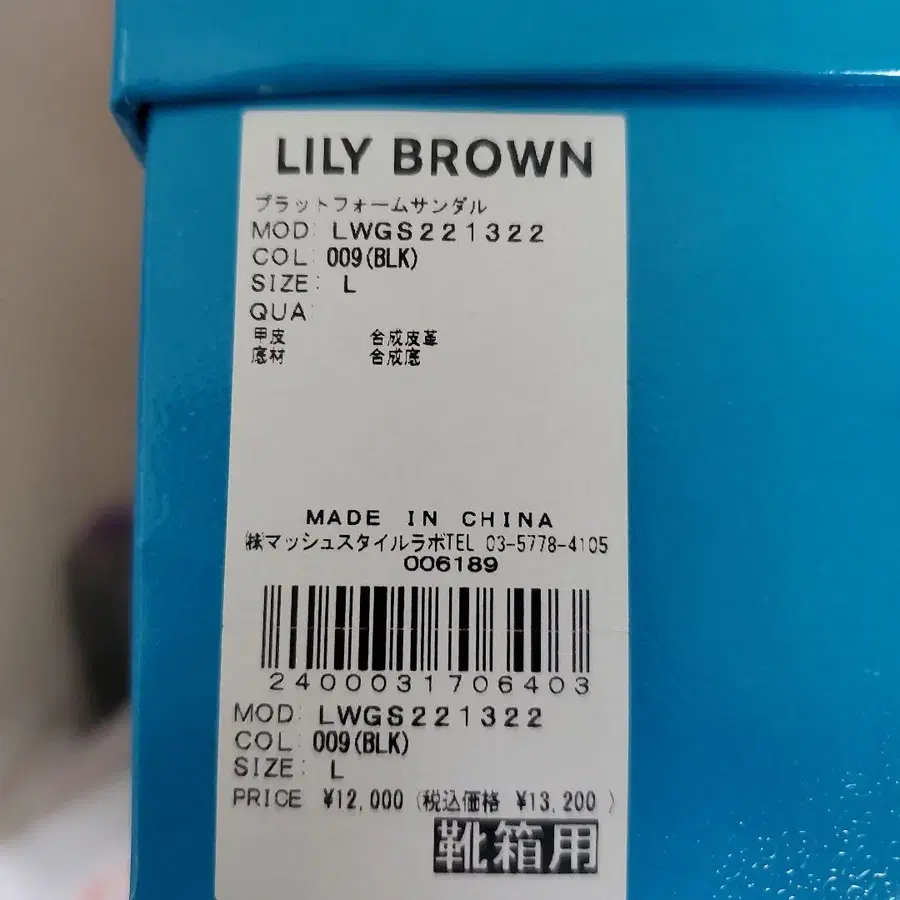 LILY BROWN
プラットフォームサンダル
MOD: LWGS221322
COL: 009(BLK)
SIZE: L
QUA:
甲皮 合成皮革
底材 合成底
MADE IN CHINA
㈱マッシュスタイルラボTEL 03-5778-4105
006189
2400031706403
MOD: LWGS221322
COL: 009(BLK)
SIZE: L
PRICE ¥12,000 (税込価格 ¥13,200 )
靴箱用